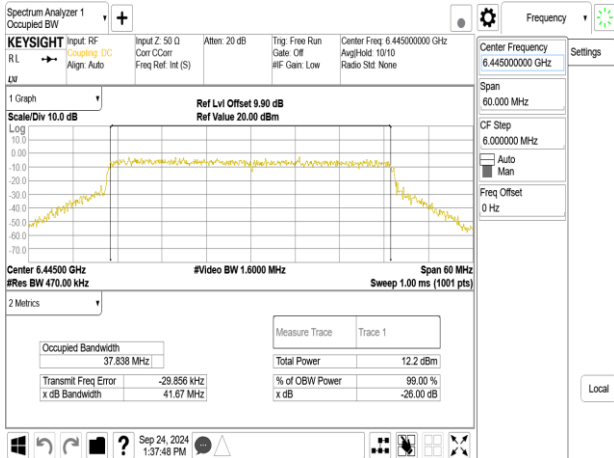 Spectrum Analyzer 1
Occupied BW
Frequency
KEYSIGHT
Input: RF
Input Z: 50 Ω
Atten: 20 dB
Trig: Free Run
Center Freq: 6.445000000 GHz
RL
Coupling: DC
Corr CCorr
Gate: Off
Avg|Hold: 10/10
Align: Auto
Freq Ref: Int (S)
#IF Gain: Low
Radio Std: None
LXI
Center Frequency
6.445000000 GHz
Settings
Span
60.000 MHz
CF Step
6.000000 MHz
Auto
Man
Freq Offset
0 Hz
Local
1 Graph
Ref Lvl Offset 9.90 dB
Scale/Div 10.0 dB
Ref Value 20.00 dBm
Log
10.0
0.00
-10.0
-20.0
-30.0
-40.0
-50.0
-60.0
-70.0
Center 6.44500 GHz
#Video BW 1.6000 MHz
Span 60 MHz
#Res BW 470.00 kHz
Sweep 1.00 ms (1001 pts)
2 Metrics
Measure Trace
Trace 1
Occupied Bandwidth
37.838 MHz
Total Power
12.2 dBm
Transmit Freq Error
-29.856 kHz
% of OBW Power
99.00 %
x dB Bandwidth
41.67 MHz
x dB
-26.00 dB
?
Sep 24, 2024
1:37:48 PM